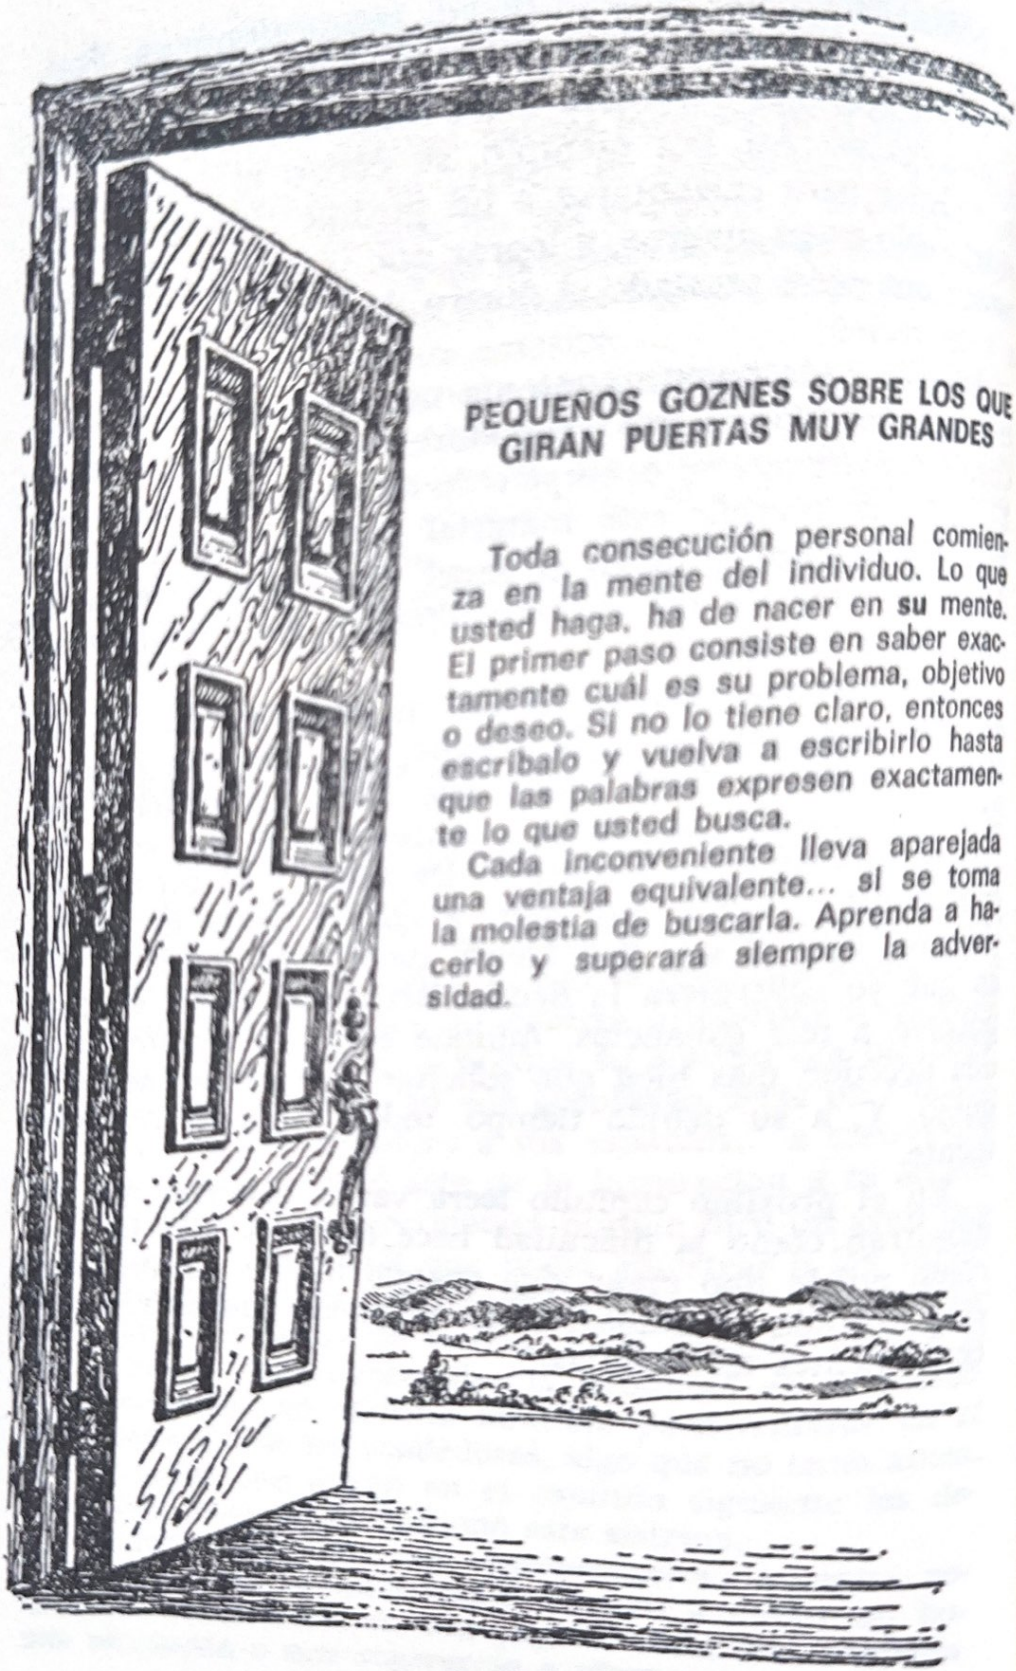 PEQUEÑOS GOZNES SOBRE LOS QUE
GIRAN PUERTAS MUY GRANDES
Toda consecución personal comien-
za en la mente del individuo. Lo que
usted haga, ha de nacer en su mente.
El primer paso consiste en saber exac-
tamente cuál es su problema, objetivo
o deseo. Si no lo tiene claro, entonces
escríbalo y vuelva a escribirlo hasta
que las palabras expresen exactamen-
te lo que usted busca.
Cada inconveniente lleva aparejada
una ventaja equivalente... si se toma
la molestia de buscarla. Aprenda a ha-
cerlo y superará siempre la adver-
sidad.